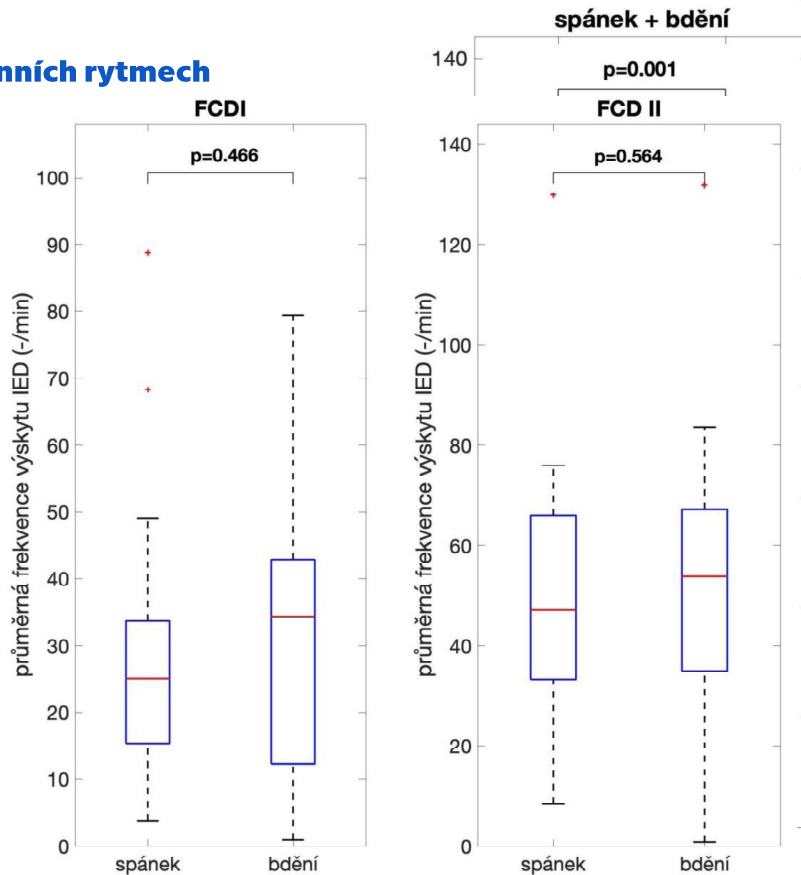 spánek + bdění
nních rytmech
140
p=0.001
FCDI
p=0.466
průměrná frekvence výskytu IED (-/min)
100
90
80
70
60
50
40
30
20
10
0
spánek
bdění
FCD II
p=0.564
průměrná frekvence výskytu IED (-/min)
140
120
100
80
60
40
20
0
spánek
bdění